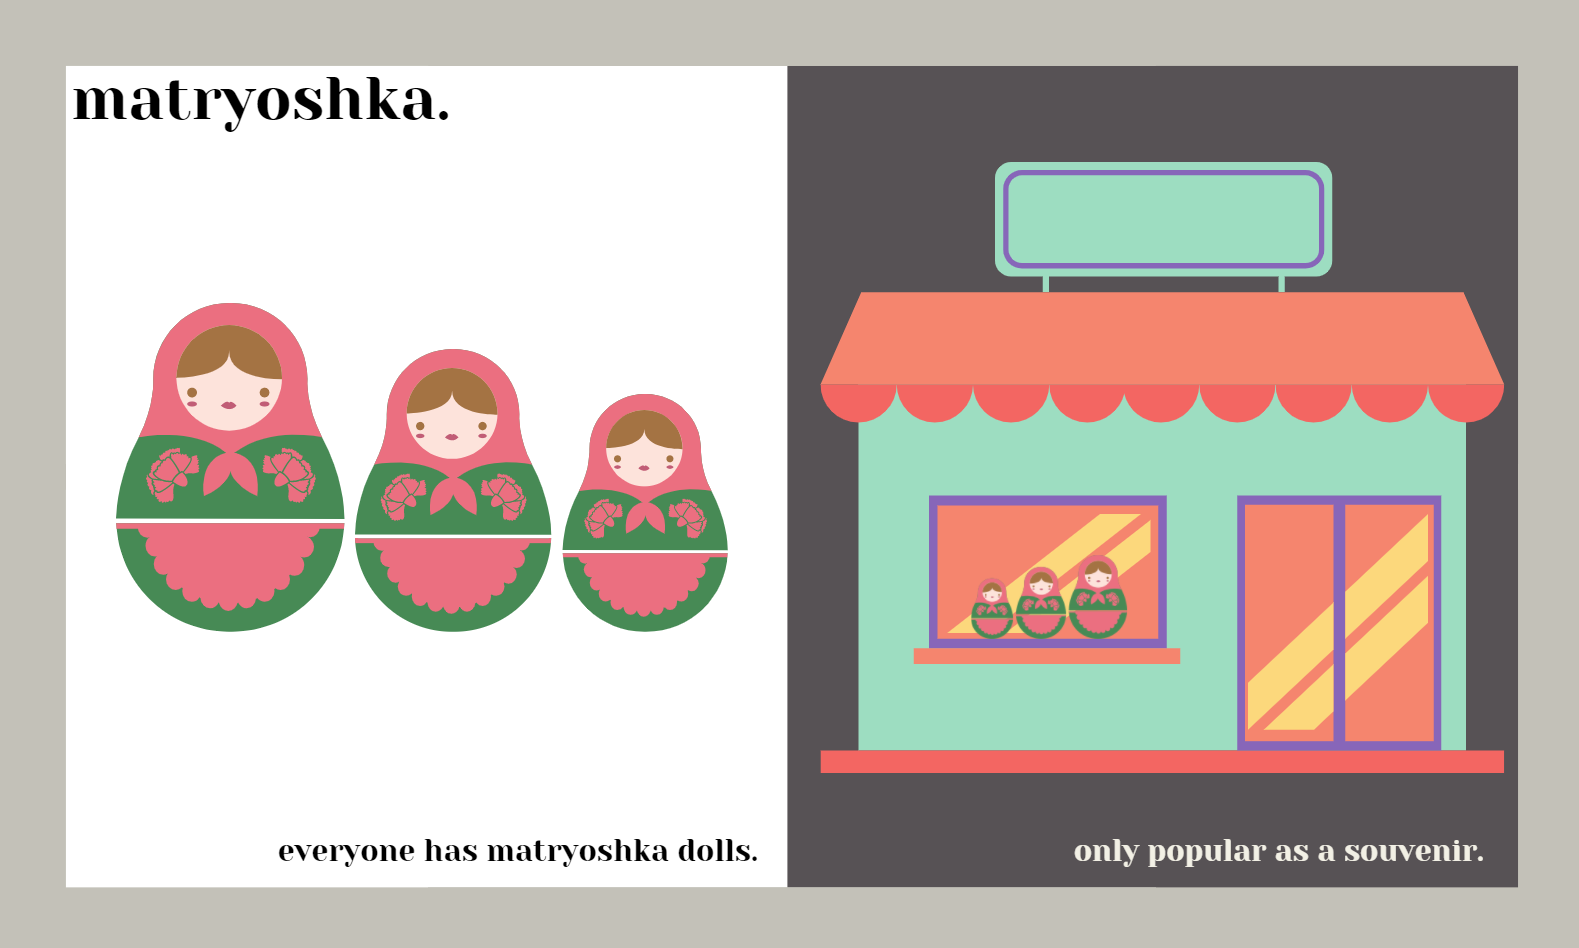 matryoshka.
everyone has matryoshka dolls.
only popular as a souvenir.